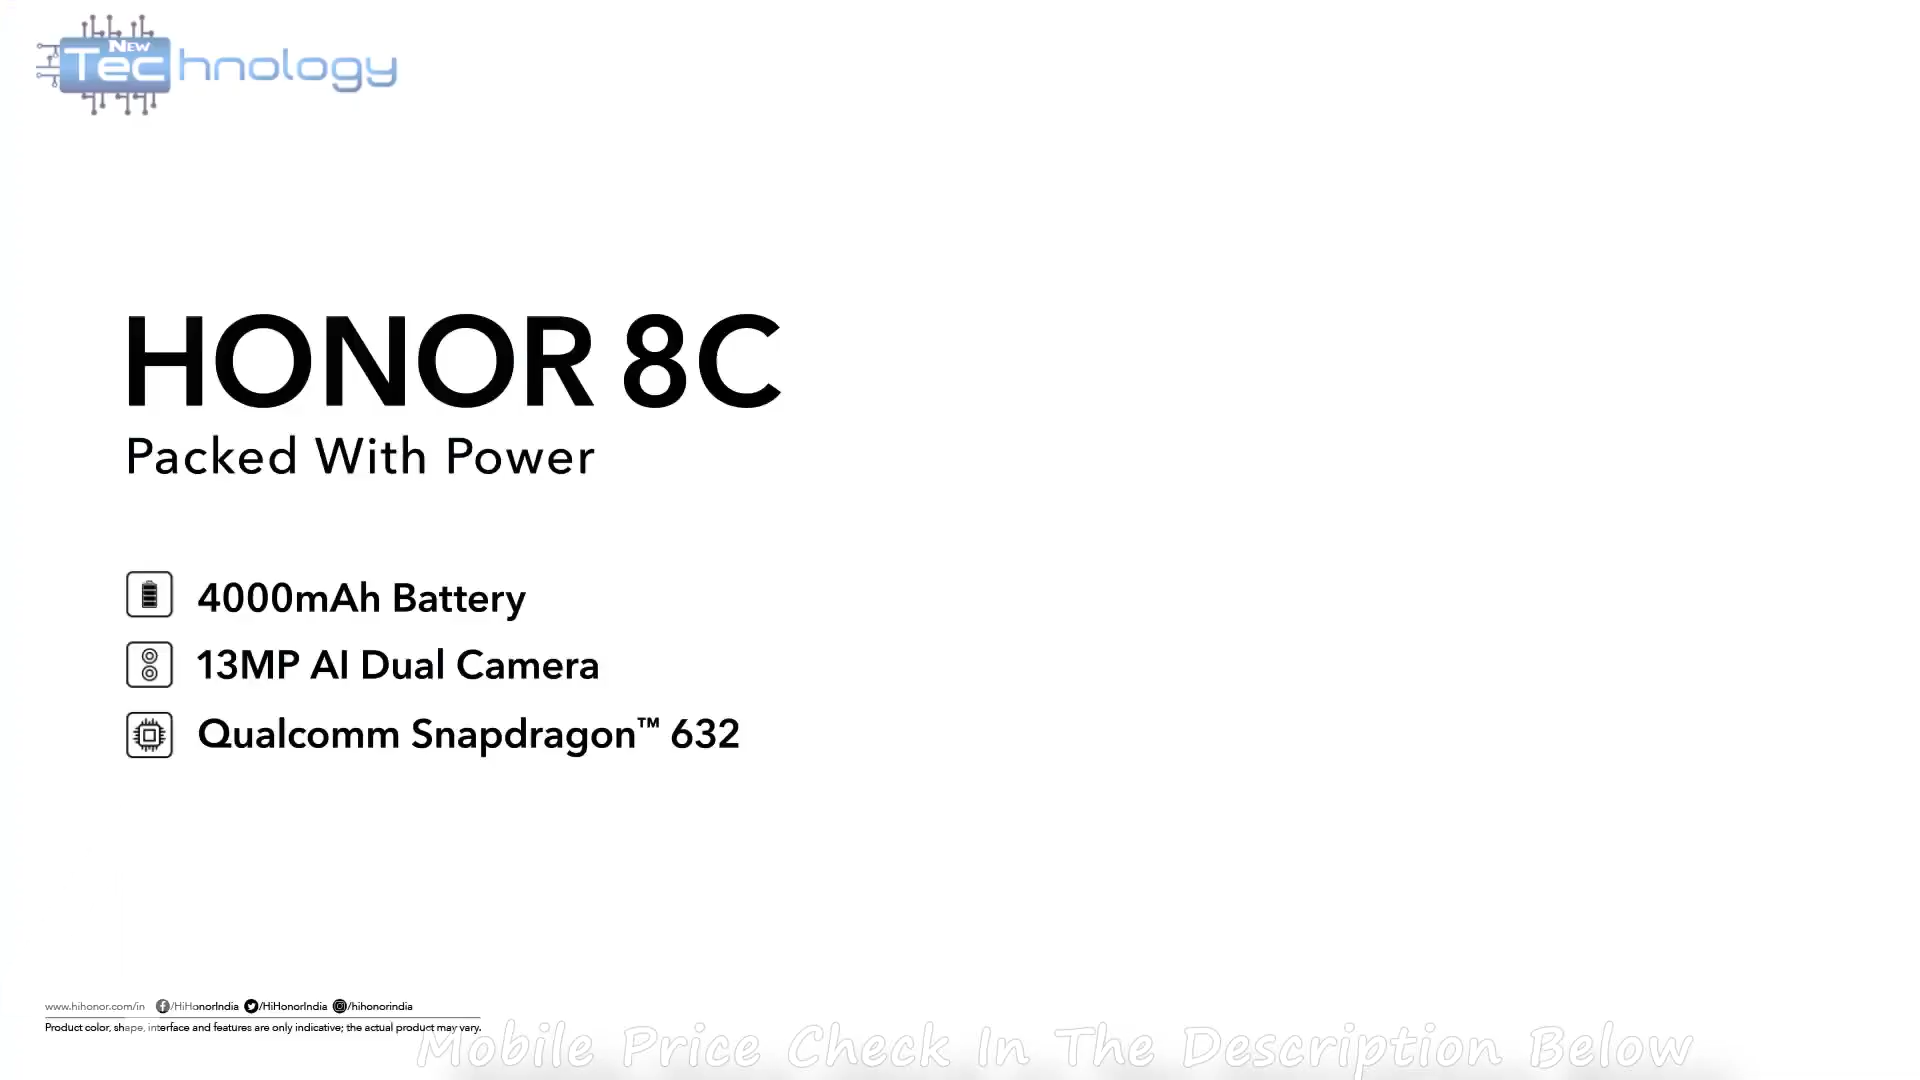 New
Technology
HONOR 8C
Packed With Power
4000mAh Battery
13MP AI Dual Camera
Qualcomm Snapdragon™ 632
www.hihonor.com/in /HiHonorIndia /HiHonorIndia /hihonorindia
Product color, shape, interface and features are only indicative; the actual product may vary.
Mobile Price Check In The Description Below